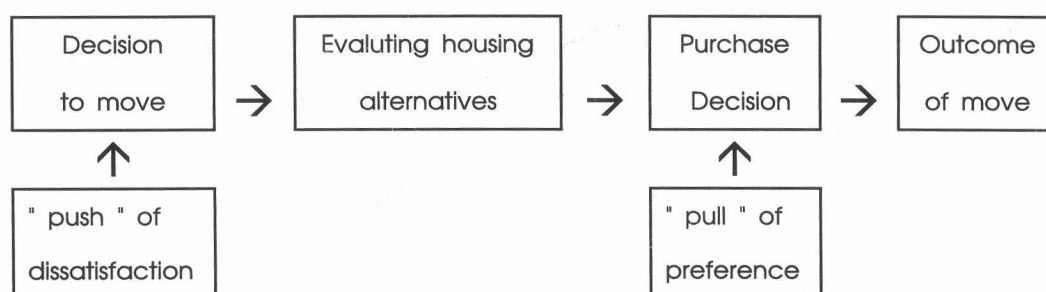 Decision
to move
Evaluting housing
alternatives
Purchase
Decision
Outcome
of move
" push " of
dissatisfaction
" pull " of
preference